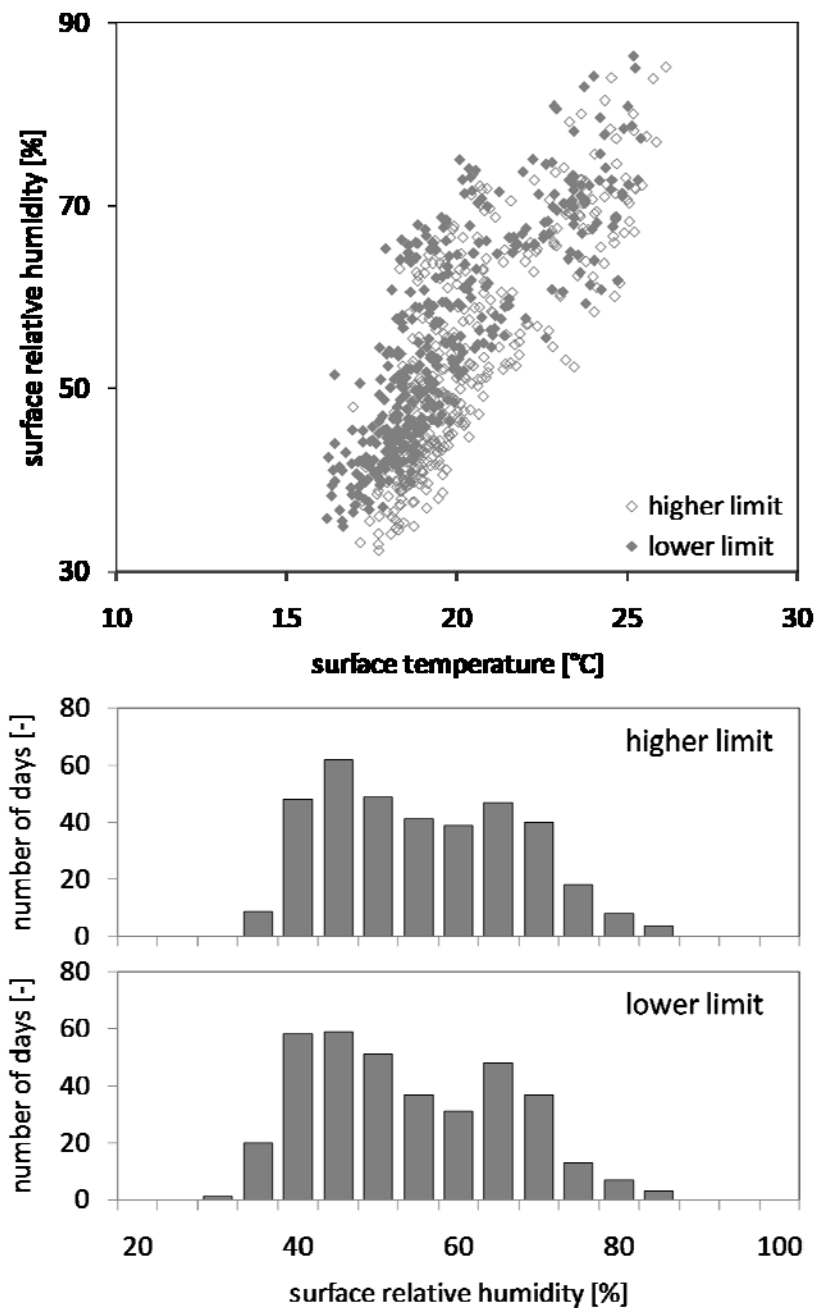 90
70
50
30
surface relative humidity [%]
higher limit
lower limit
10 15 20 25 30
surface temperature [°C]
80
60
40
20
0
number of days [-]
higher limit
80
60
40
20
0
number of days [-]
lower limit
20 40 60 80 100
surface relative humidity [%]